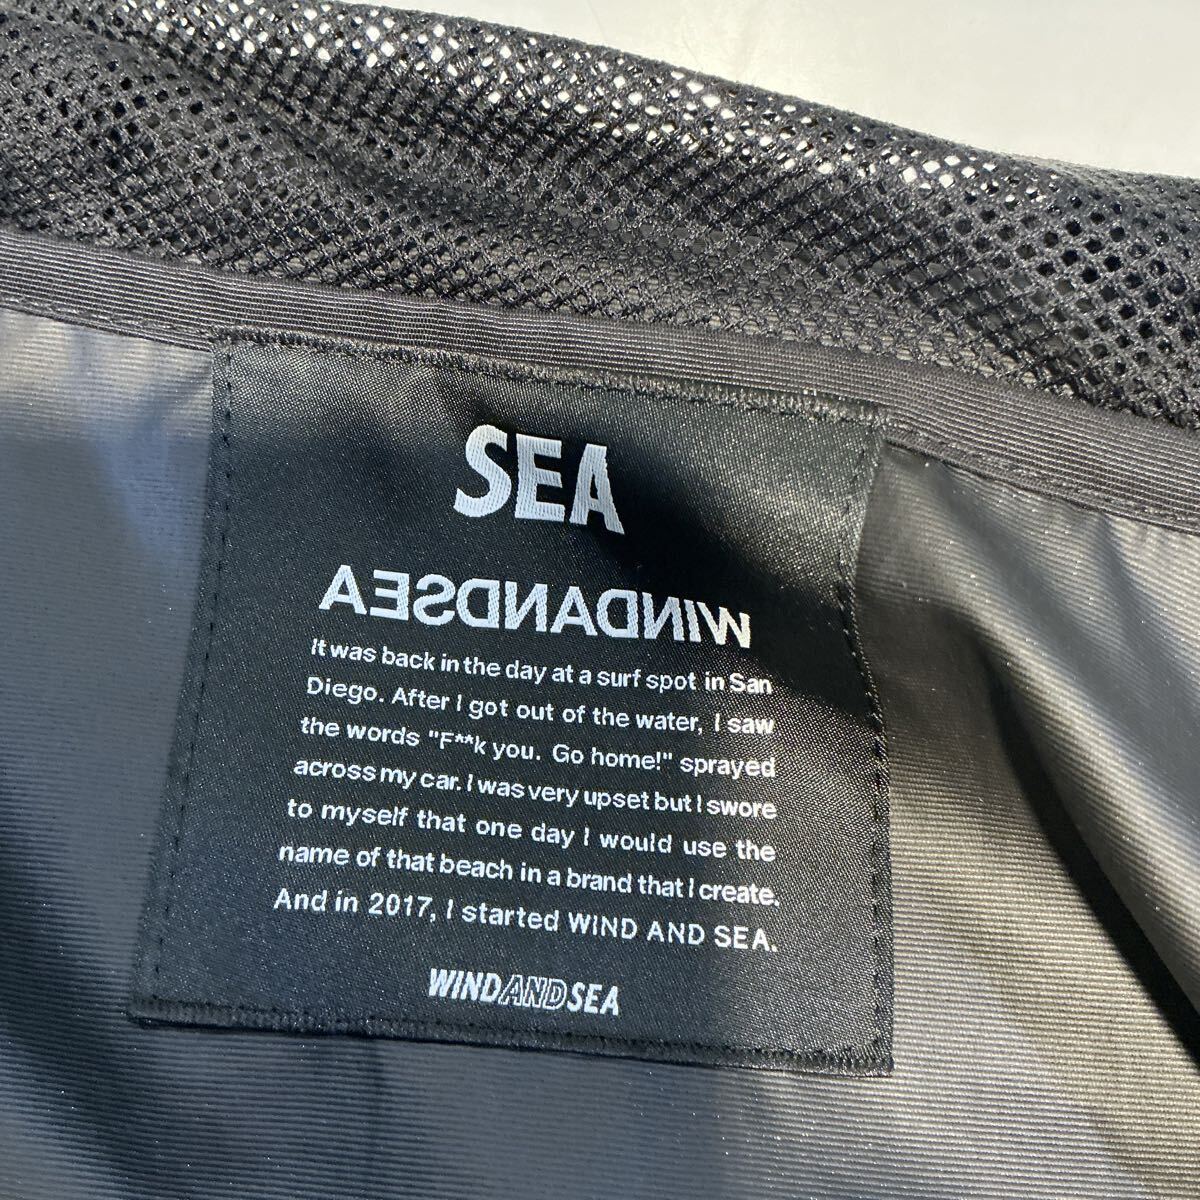 SEA
WINDANDSEA
It was back in the day at a surf spot in San
Diego. After I got out of the water, I saw
the words "F**k you. Go home!" sprayed
across my car. I was very upset but I swore
to myself that one day I would use the
name of that beach in a brand that I create.
And in 2017, I started WIND AND SEA.
WINDANDSEA